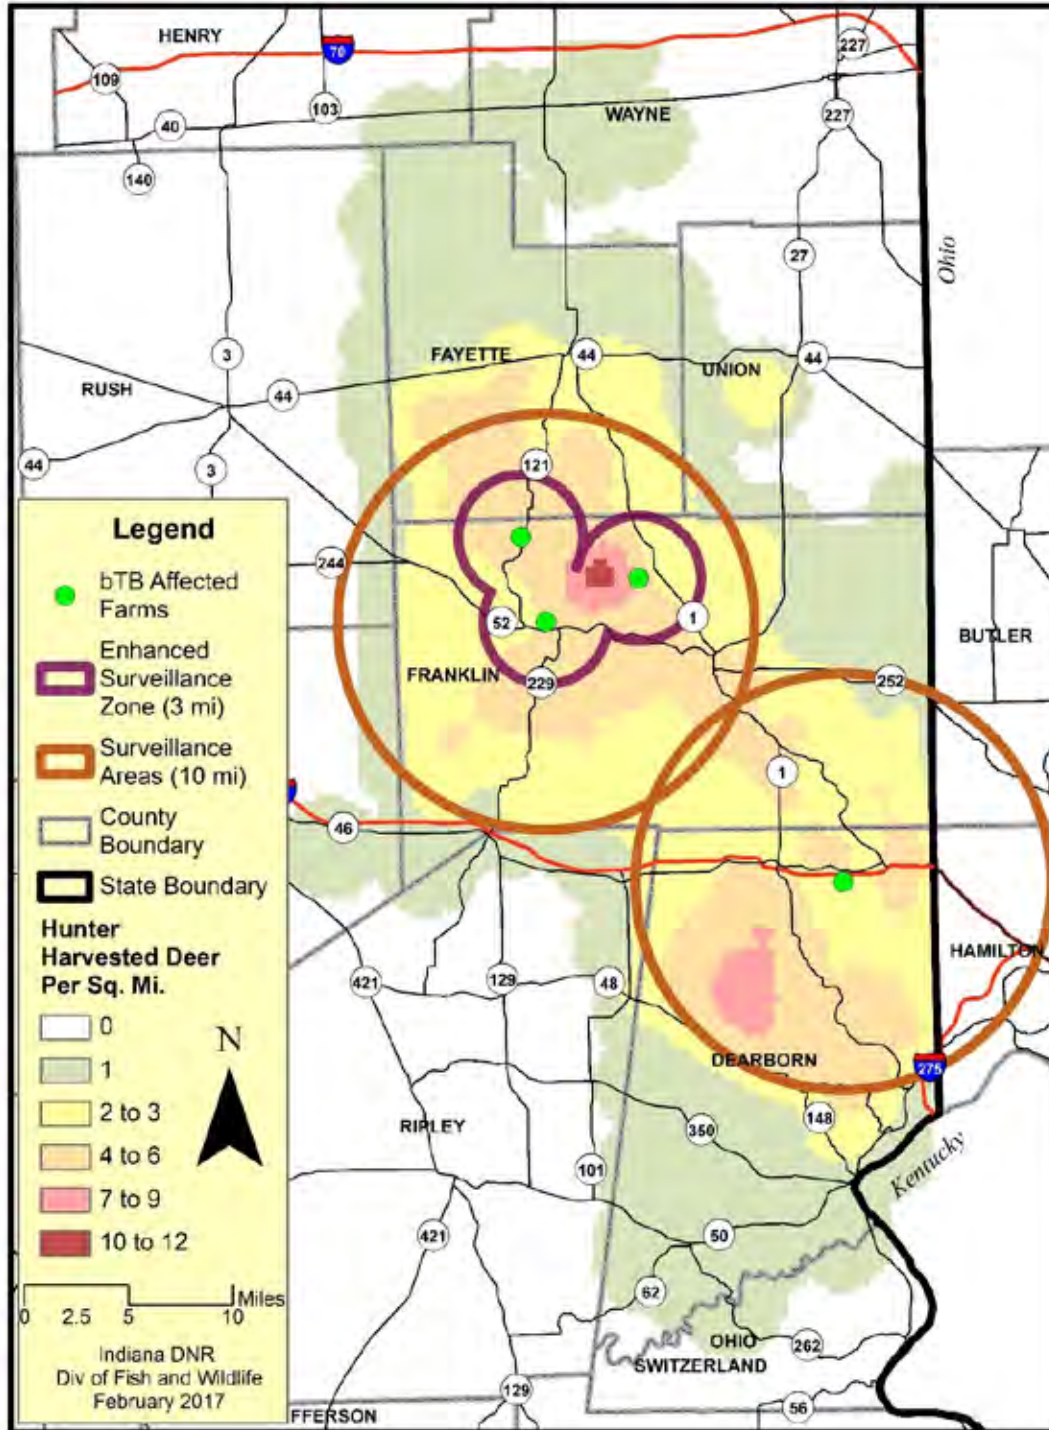 HENRY
70
227
109
103
WAYNE
40
227
140
27
Ohio
3
FAYETTE
44
44
UNION
RUSH
44
44
3
121
Legend
bTB Affected
Farms
Enhanced
Surveillance
Zone (3 mi)
Surveillance
Areas (10 mi)
County
Boundary
State Boundary
Hunter
Harvested Deer
Per Sq. Mi.
0
1
2 to 3
4 to 6
7 to 9
10 to 12
N
0 2.5 5 10 Miles
Indiana DNR
Div of Fish and Wildlife
February 2017
244
52
1
BUTLER
FRANKLIN
229
252
1
46
HAMILTON
421
129
48
DEARBORN
275
148
RIPLEY
350
101
Kentucky
421
50
62
OHIO
262
SWITZERLAND
129
56
FFERSON